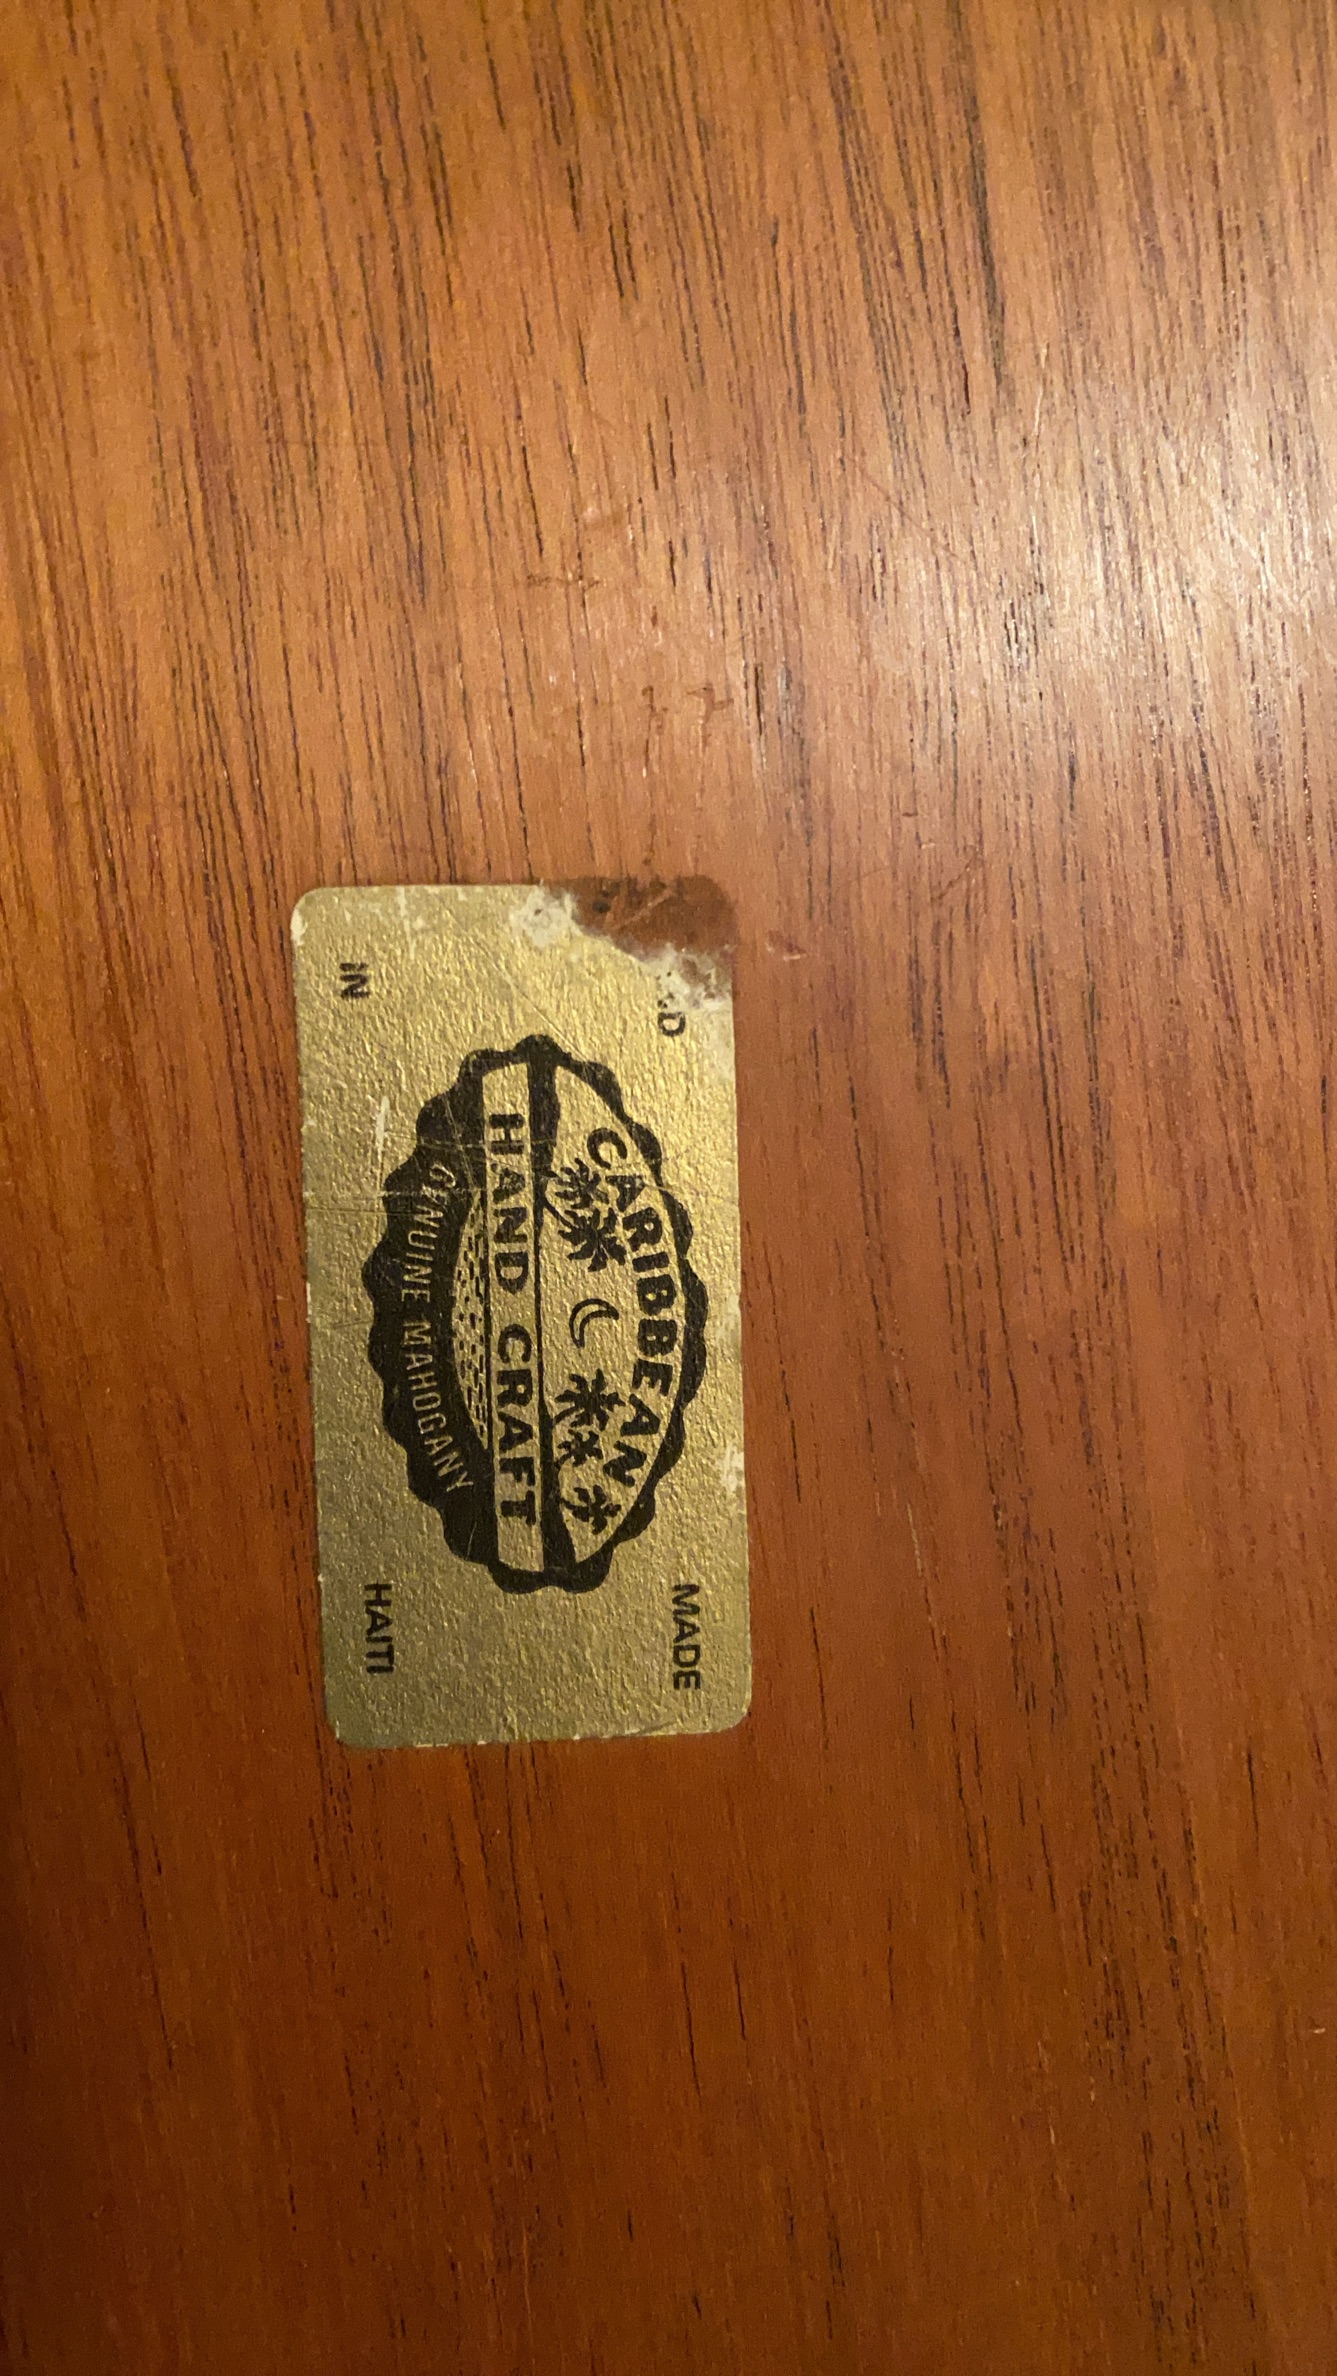 MADE
CARIBBEAN
HAND CRAFT
GENUINE MAHOGANY
IN HAITI